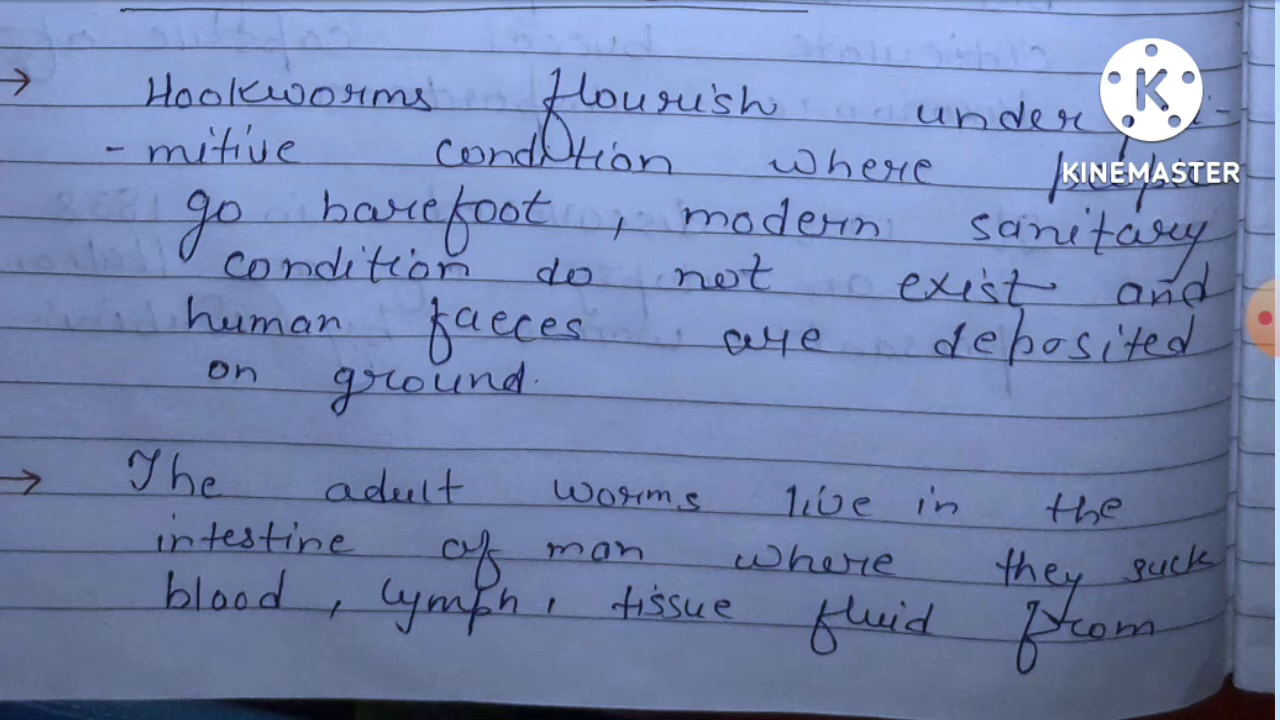 → Hookworms flourish under pri-
-mitive condition where people
go barefoot, modern sanitary
condition do not exist and
human faeces are deposited
on ground.
→ The adult worms live in the
intestine of man where they suck
blood, lymph, tissue fluid from
K
KINEMASTER